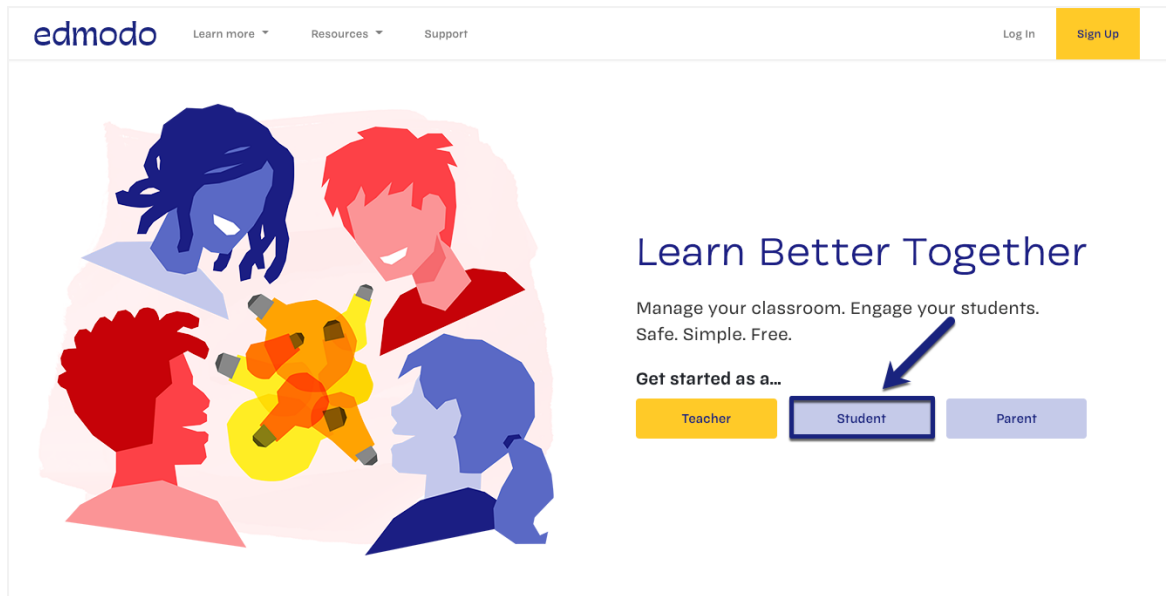 edmodo Learn more Resources Support Log In Sign Up
Learn Better Together
Manage your classroom. Engage your students.
Safe. Simple. Free.
Get started as a...
Teacher Student Parent